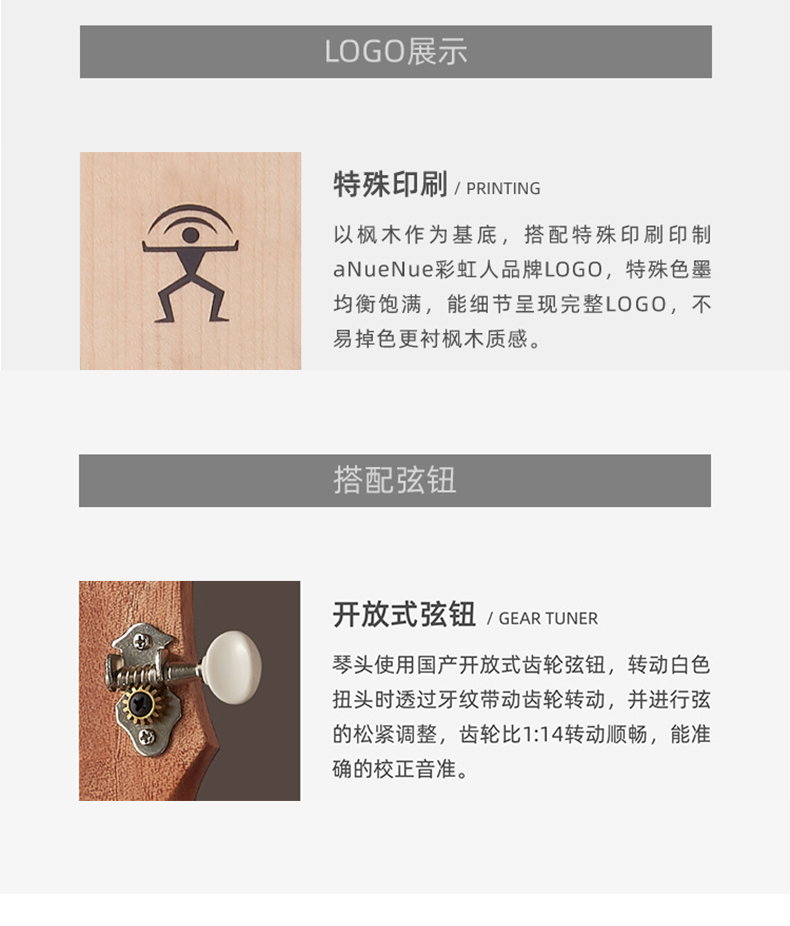 LOGO展示
特殊印刷 / PRINTING
以枫木作为基底，搭配特殊印刷印制
aNueNue彩虹人品牌LOGO，特殊色墨
均衡饱满，能细节呈现完整LOGO，不
易掉色更衬枫木质感。
搭配弦钮
开放式弦钮 / GEAR TUNER
琴头使用国产开放式齿轮弦钮，转动白色
扭头时透过牙纹带动齿轮转动，并进行弦
的松紧调整，齿轮比1:14转动顺畅，能准
确的校正音准。